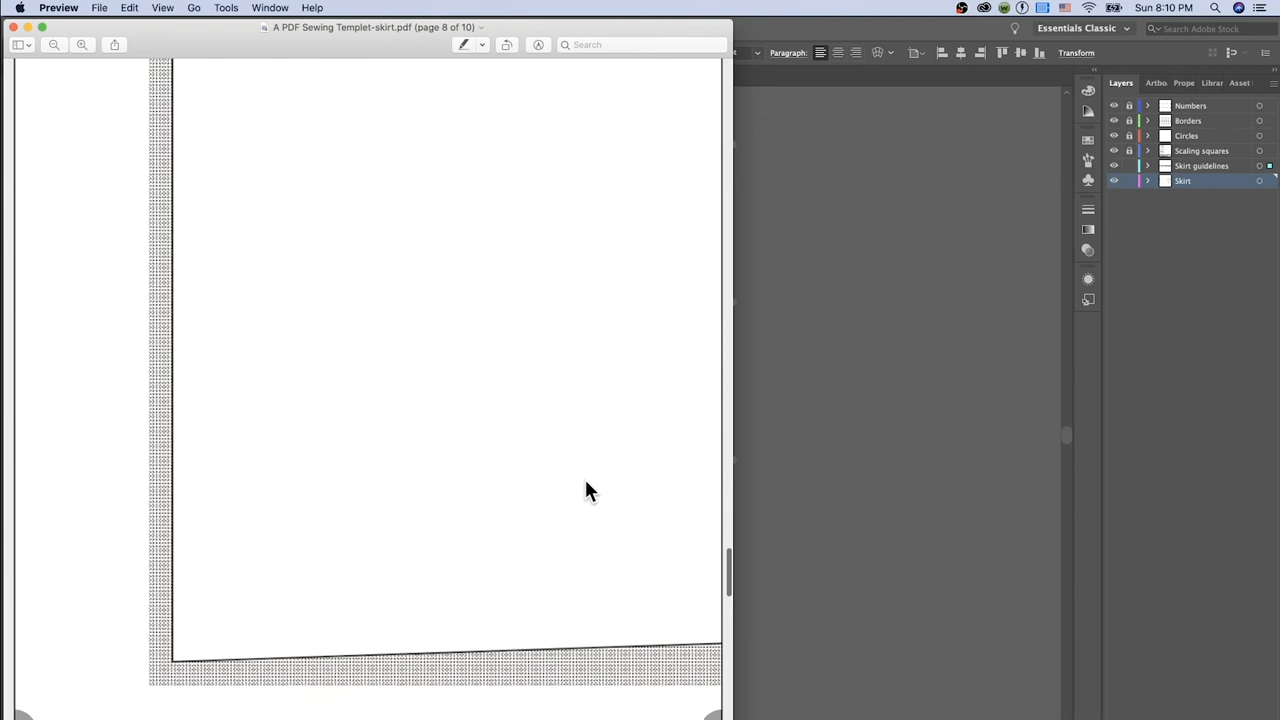 Preview File Edit View Go Tools Window Help Sun 8:10 PM
A PDF Sewing Templet-skirt.pdf (page 8 of 10)
Search
Essentials Classic
Search Adobe Stock
Paragraph:
Transform
Layers Artbo Prope Librar Asset
Numbers
Borders
Circles
Scaling squares
Skirt guidelines
Skirt